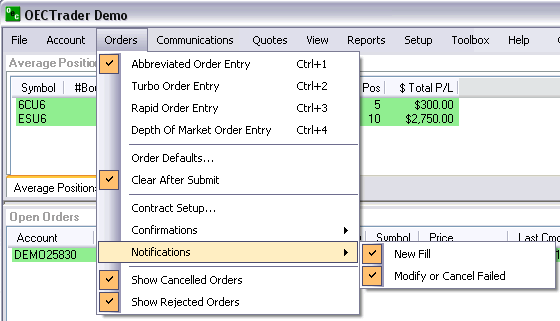 OECTrader Demo
File Account Orders Communications Quotes View Reports Setup Toolbox Help
Average Position
Symbol #Bou Pos $ Total P/L
6CU6 5 $300.00
ESU6 10 $2,750.00
Abbreviated Order Entry Ctrl+1
Turbo Order Entry Ctrl+2
Rapid Order Entry Ctrl+3
Depth Of Market Order Entry Ctrl+4
Order Defaults...
Clear After Submit
Average Positions
Contract Setup...
Open Orders
Confirmations
Account Symbol Price Last Cmd
Notifications
DEMO25830
New Fill
Modify or Cancel Failed
Show Cancelled Orders
Show Rejected Orders